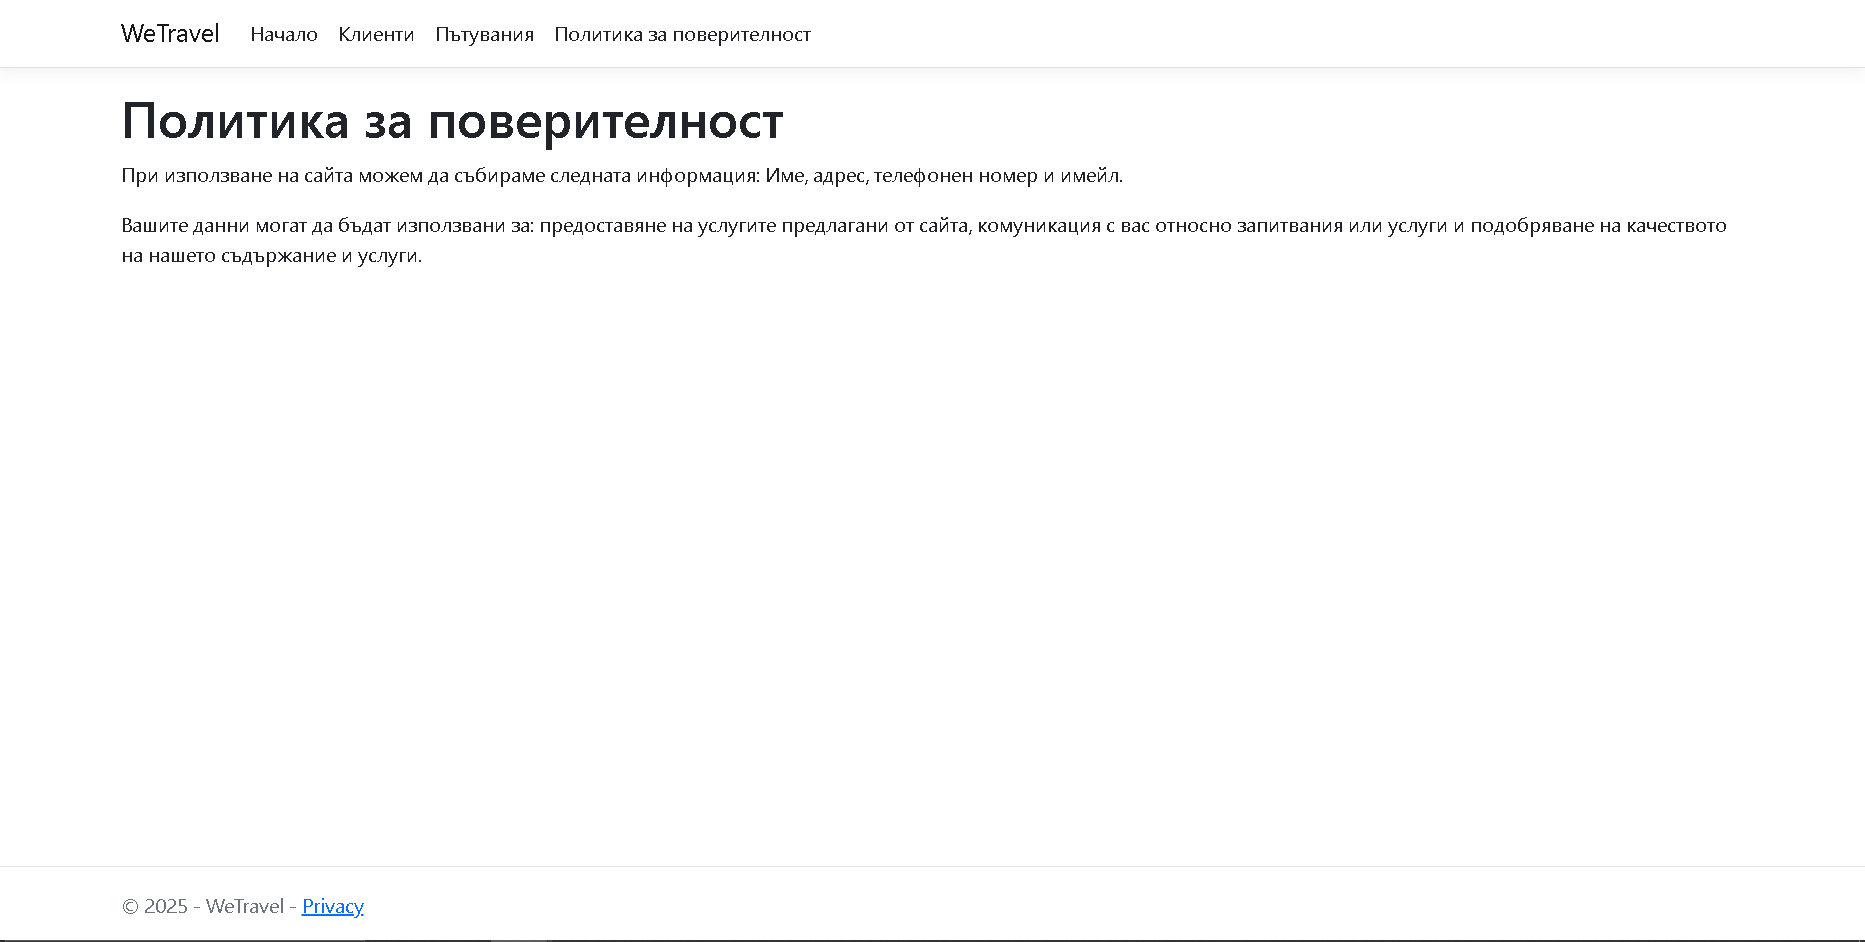 WeTravel Начало Клиенти Пътувания Политика за поверителност
Политика за поверителност
При използване на сайта можем да събираме следната информация: Име, адрес, телефонен номер и имейл.
Вашите данни могат да бъдат използвани за: предоставяне на услугите предлагани от сайта, комуникация с вас относно запитвания или услуги и подобряване на качеството
на нашето съдържание и услуги.
© 2025 - WeTravel - Privacy